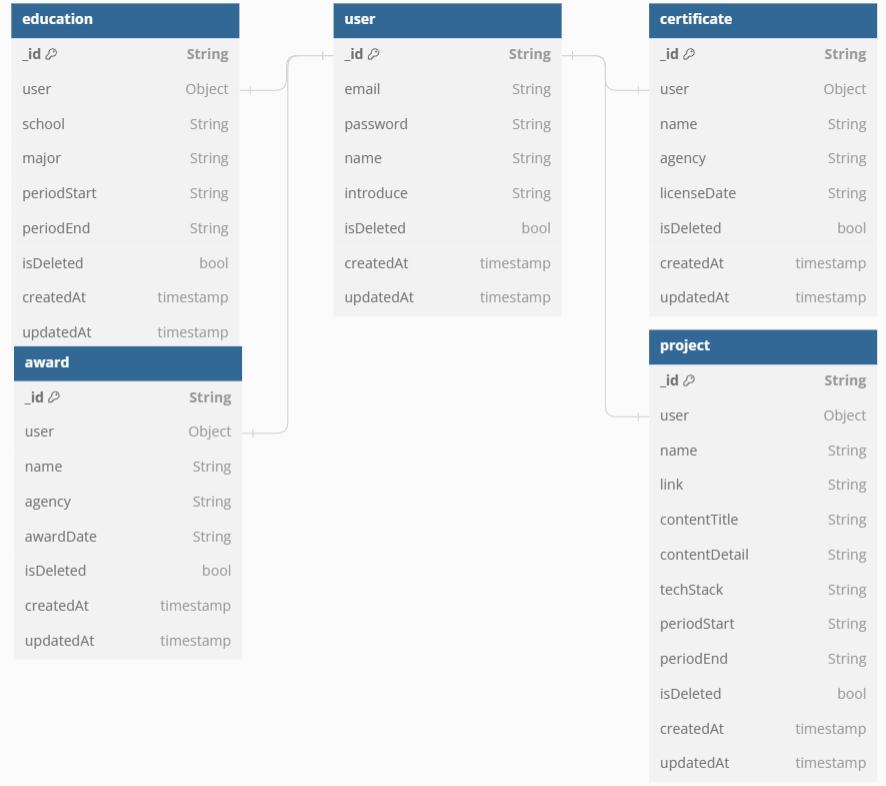 education
_id String
user Object
school String
major String
periodStart String
periodEnd String
isDeleted bool
createdAt timestamp
updatedAt timestamp
award
_id String
user Object
name String
agency String
awardDate String
isDeleted bool
createdAt timestamp
updatedAt timestamp
user
_id String
email String
password String
name String
introduce String
isDeleted bool
createdAt timestamp
updatedAt timestamp
certificate
_id String
user Object
name String
agency String
licenseDate String
isDeleted bool
createdAt timestamp
updatedAt timestamp
project
_id String
user Object
name String
link String
contentTitle String
contentDetail String
techStack String
periodStart String
periodEnd String
isDeleted bool
createdAt timestamp
updatedAt timestamp